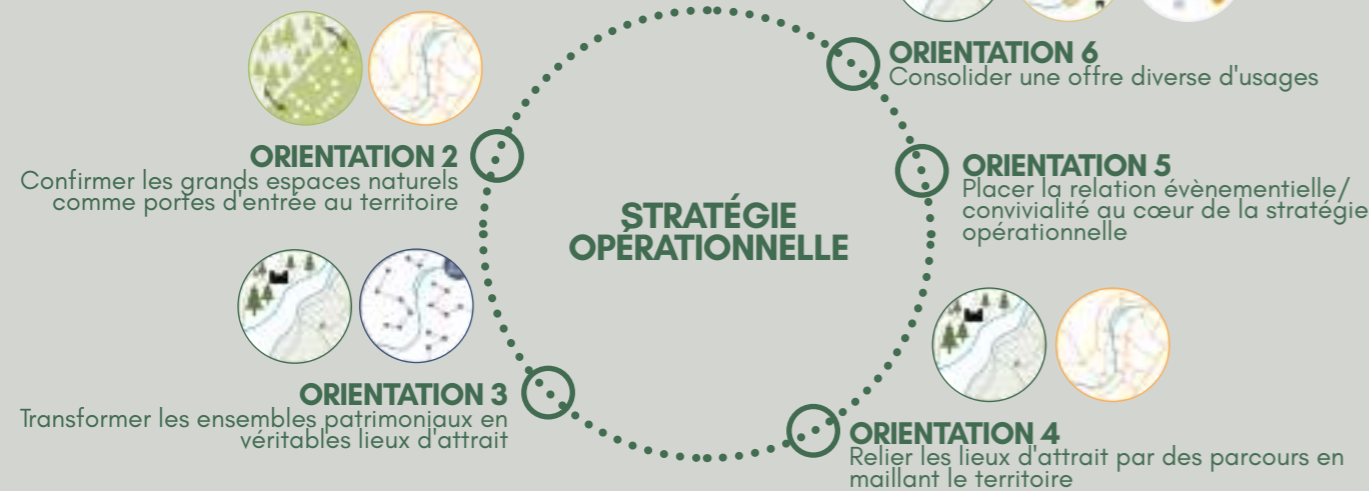 ORIENTATION 6
Consolider une offre diverse d'usages
ORIENTATION 2
Confirmer les grands espaces naturels
comme portes d'entrée au territoire
ORIENTATION 5
Placer la relation évènementielle/
convivialité au cœur de la stratégie
opérationnelle
STRATÉGIE
OPÉRATIONNELLE
ORIENTATION 3
Transformer les ensembles patrimoniaux en
véritables lieux d'attrait
ORIENTATION 4
Relier les lieux d'attrait par des parcours en
maillant le territoire